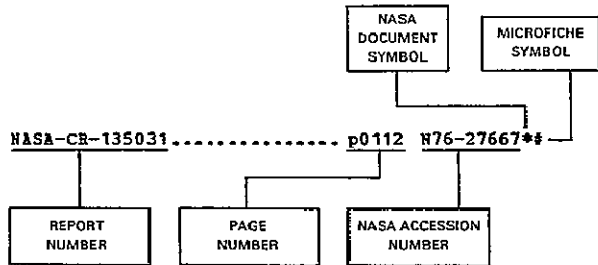 NASA
DOCUMENT
SYMBOL
MICROFICHE
SYMBOL
NASA-CR-135031.................... p0112 N76-27667*#
REPORT
NUMBER
PAGE
NUMBER
NASA ACCESSION
NUMBER